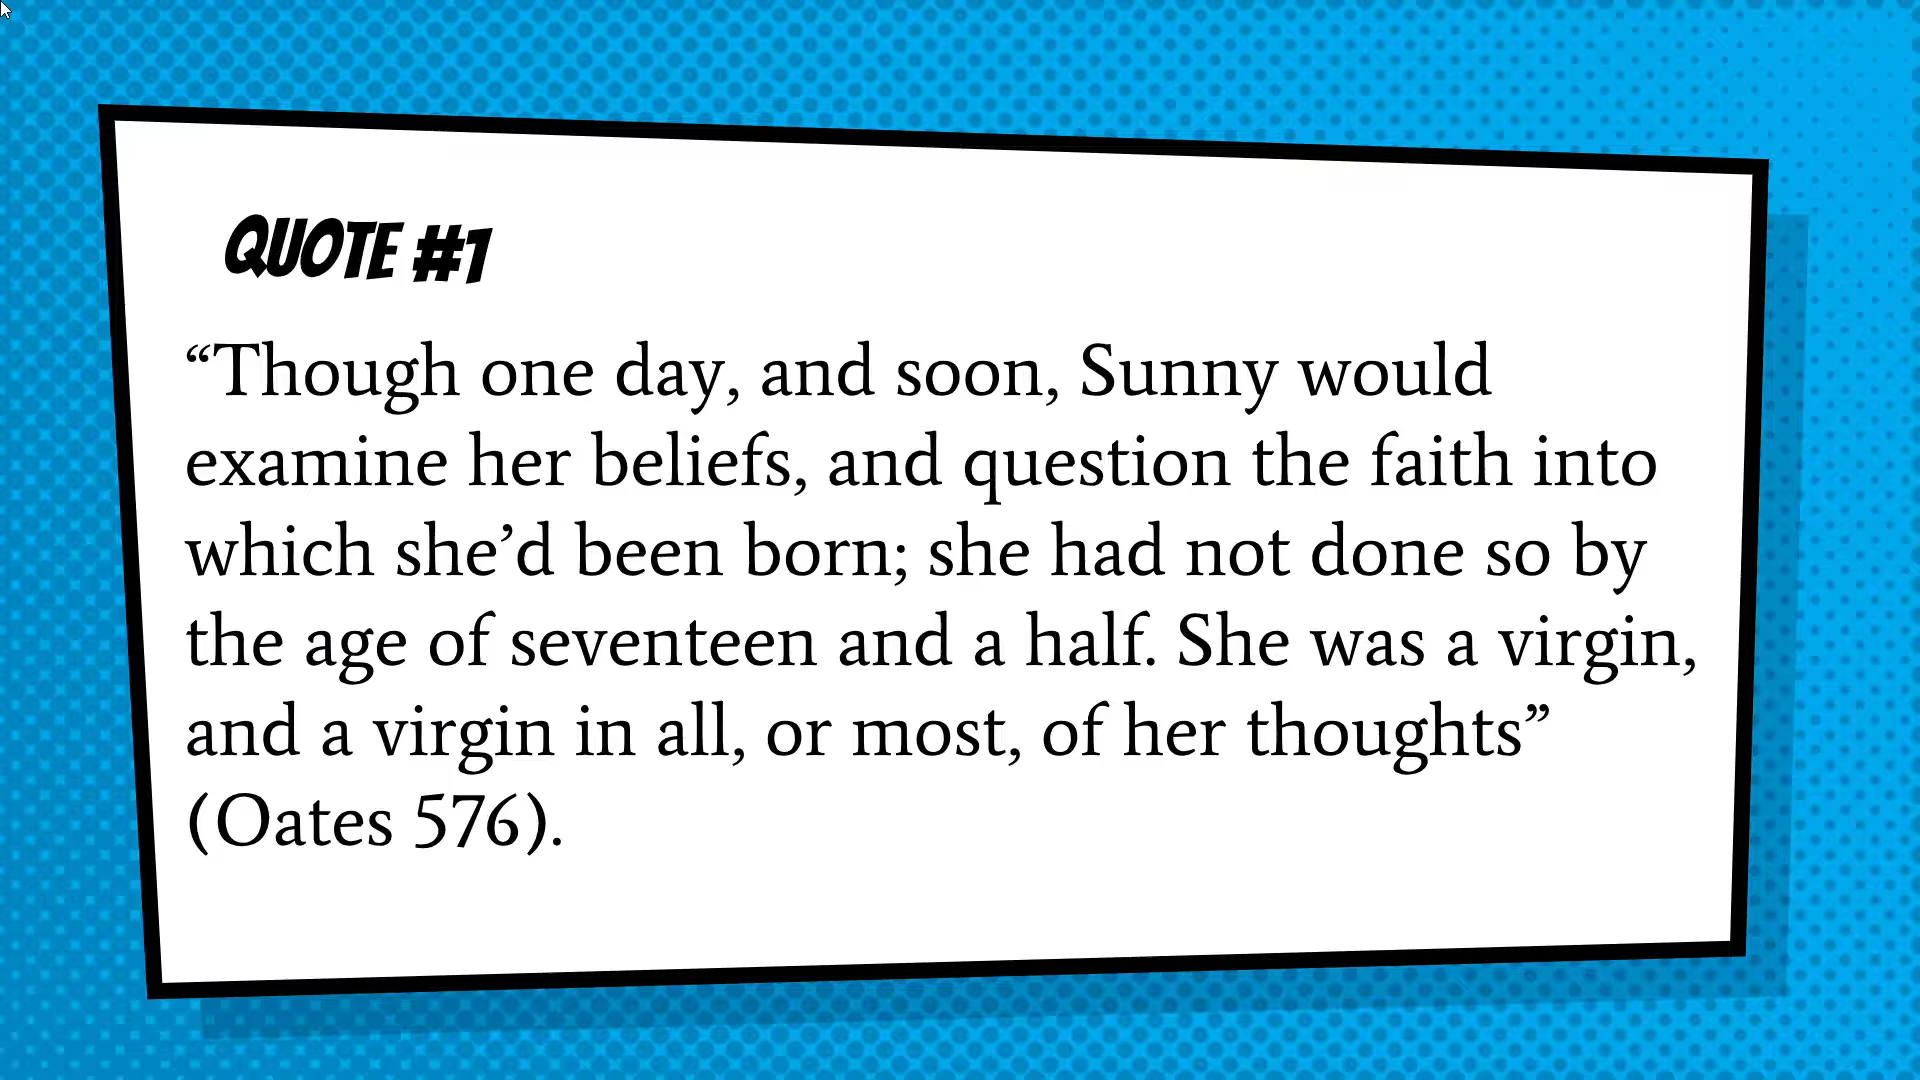 QUOTE #1
“Though one day, and soon, Sunny would
examine her beliefs, and question the faith into
which she’d been born; she had not done so by
the age of seventeen and a half. She was a virgin,
and a virgin in all, or most, of her thoughts”
(Oates 576).